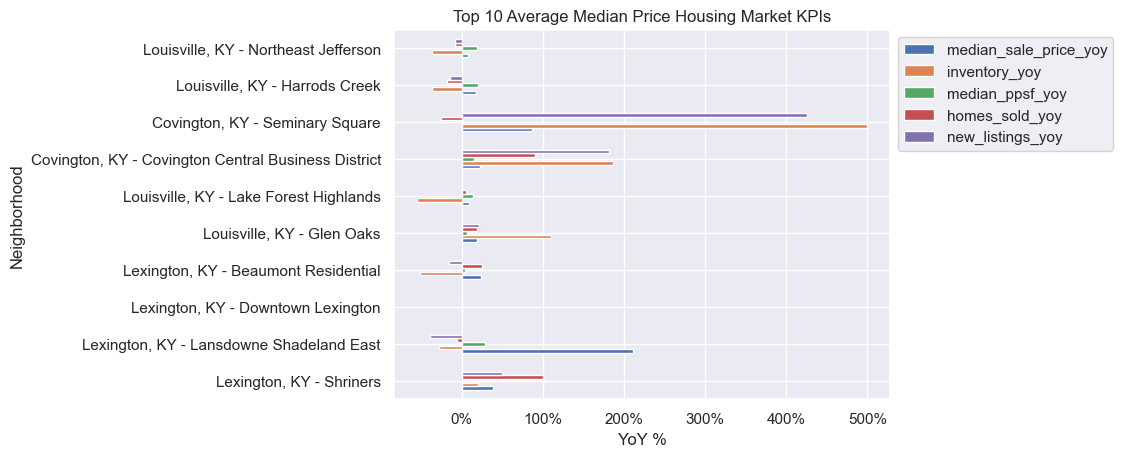 Top 10 Average Median Price Housing Market KPIs
Neighborhood
Louisville, KY - Northeast Jefferson
Louisville, KY - Harrods Creek
Covington, KY - Seminary Square
Covington, KY - Covington Central Business District
Louisville, KY - Lake Forest Highlands
Louisville, KY - Glen Oaks
Lexington, KY - Beaumont Residential
Lexington, KY - Downtown Lexington
Lexington, KY - Lansdowne Shadeland East
Lexington, KY - Shriners
0% 100% 200% 300% 400% 500%
YoY %
median_sale_price_yoy
inventory_yoy
median_ppsf_yoy
homes_sold_yoy
new_listings_yoy